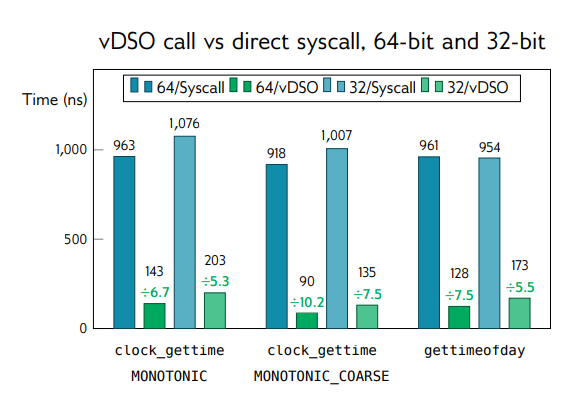 vDSO call vs direct syscall, 64-bit and 32-bit
64/Syscall 64/vDSO 32/Syscall 32/vDSO
Time (ns)
1,000
500
0
963
143
÷6.7
1,076
203
÷5.3
918
90
÷10.2
1,007
135
÷7.5
961
128
÷7.5
954
173
÷5.5
clock_gettime
MONOTONIC
clock_gettime
MONOTONIC_COARSE
gettimeofday